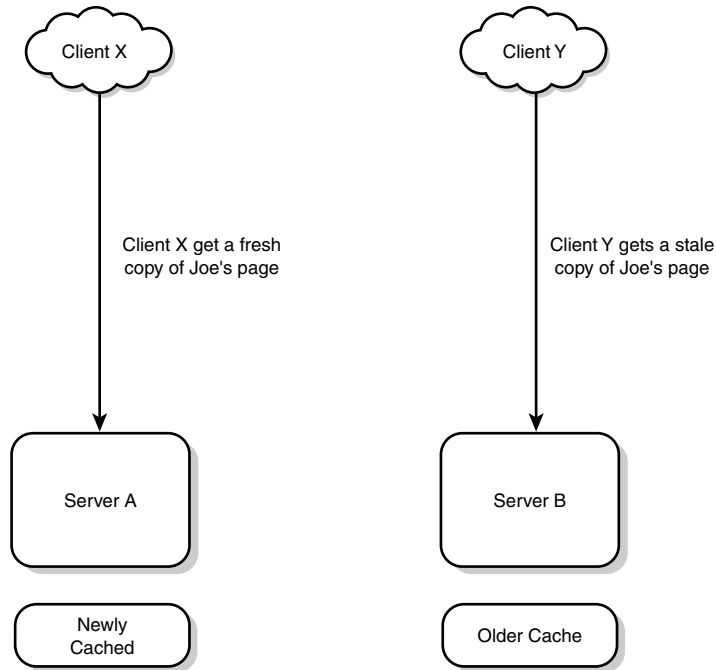 Client X
Client Y
Client X get a fresh
copy of Joe's page
Client Y gets a stale
copy of Joe's page
Server A
Server B
Newly
Cached
Older Cache